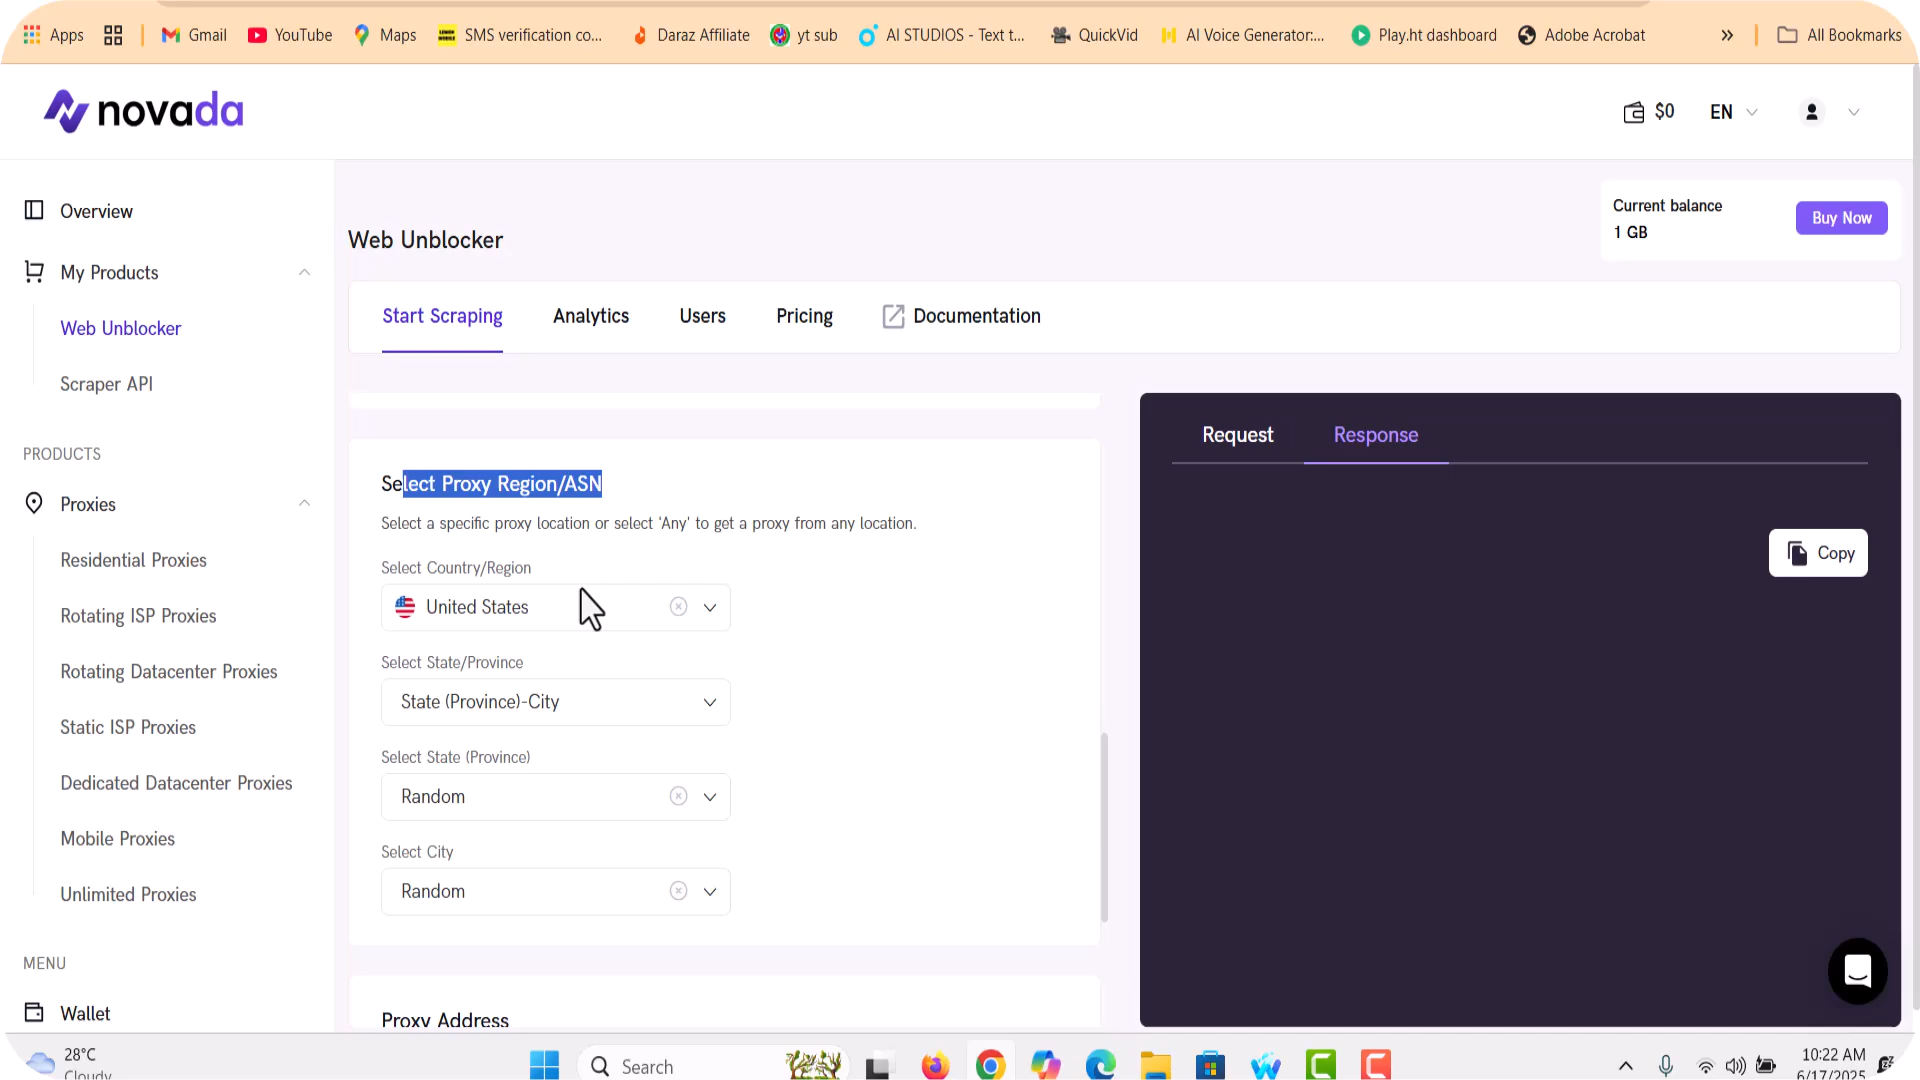 Apps
Gmail
YouTube
Maps
SMS verification co...
Daraz Affiliate
yt sub
AI STUDIOS - Text t...
QuickVid
AI Voice Generator:...
Play.ht dashboard
Adobe Acrobat
»
All Bookmarks
novada
$0
EN
Overview
My Products
Web Unblocker
Scraper API
PRODUCTS
Proxies
Residential Proxies
Rotating ISP Proxies
Rotating Datacenter Proxies
Static ISP Proxies
Dedicated Datacenter Proxies
Mobile Proxies
Unlimited Proxies
MENU
Wallet
Web Unblocker
Current balance
1 GB
Buy Now
Start Scraping
Analytics
Users
Pricing
Documentation
Select Proxy Region/ASN
Select a specific proxy location or select 'Any' to get a proxy from any location.
Select Country/Region
United States
Select State/Province
State (Province)-City
Select State (Province)
Random
Select City
Random
Proxy Address
Request
Response
Copy
28°C
Cloudy
Search
10:22 AM
6/17/2025